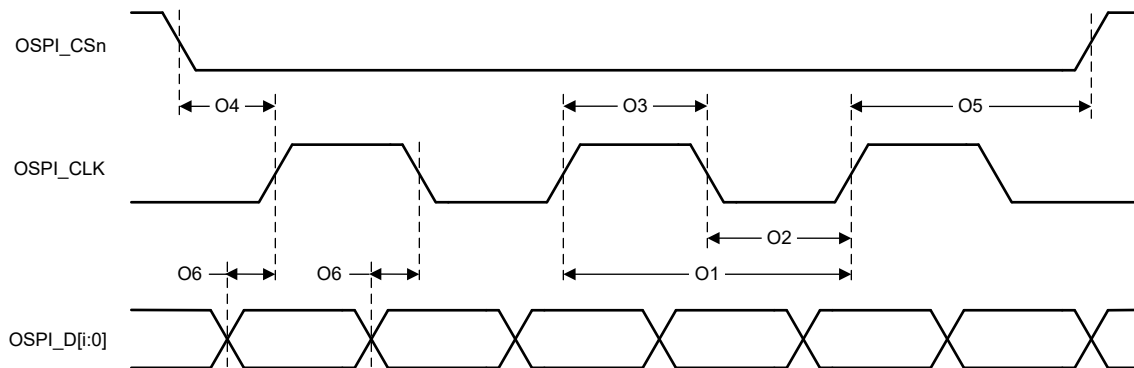 OSPI_CSn
O4
O3
O5
OSPI_CLK
O2
O6
O6
O1
OSPI_D[i:0]